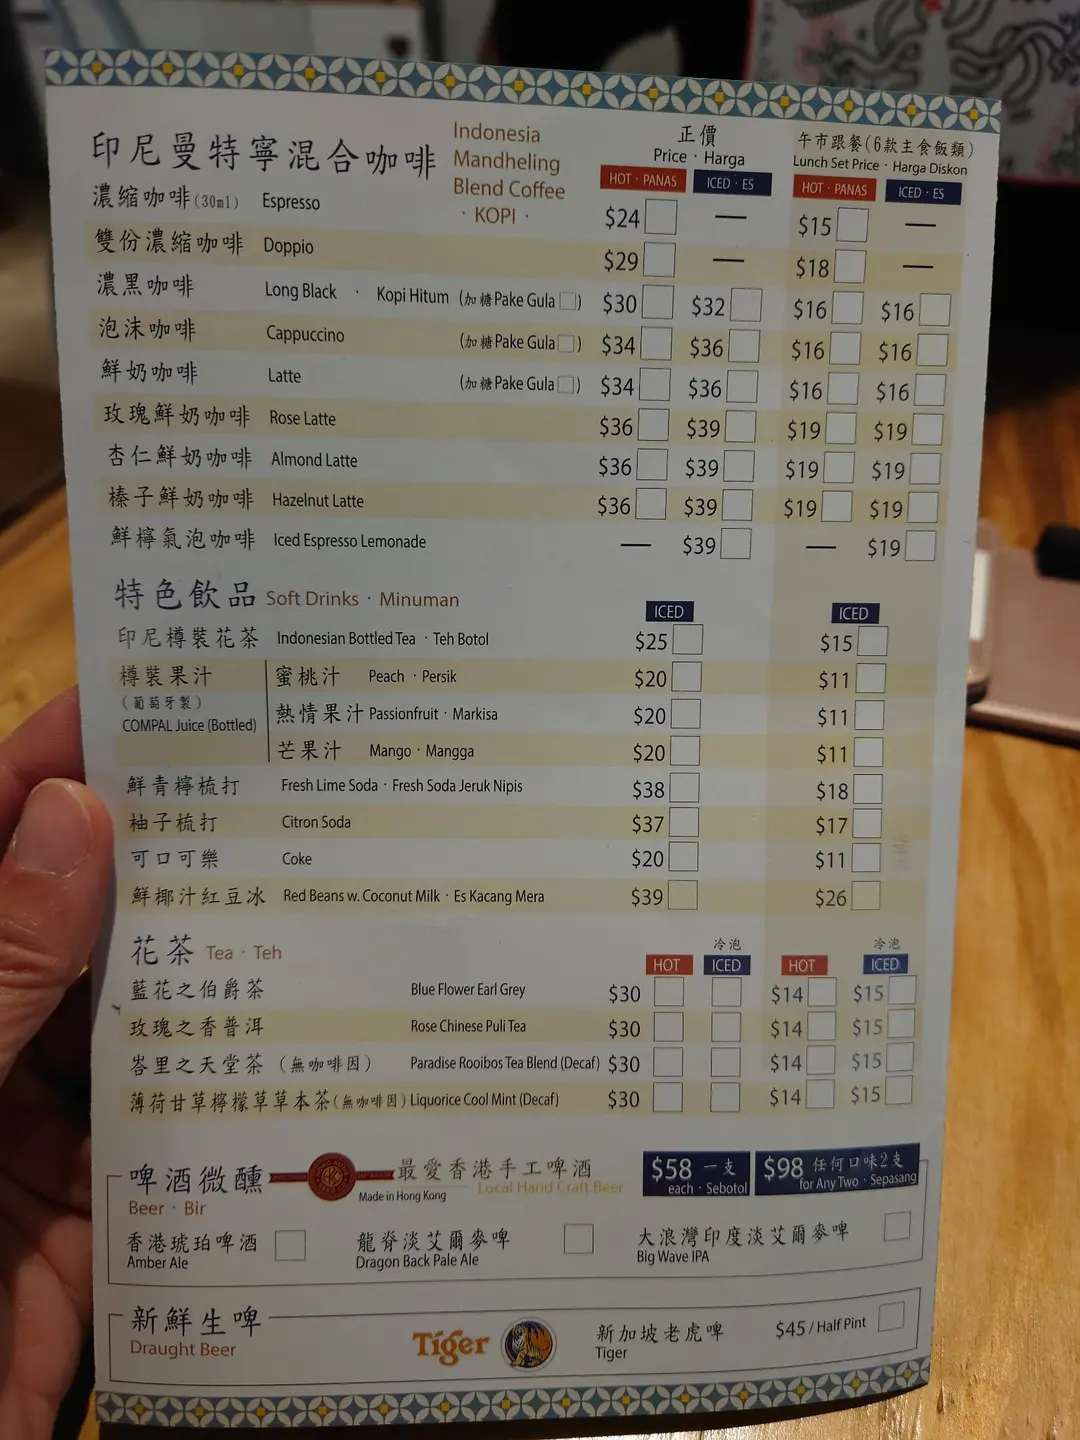 印尼曼特寧混合咖啡 Indonesia Mandheling Blend Coffee · KOPI ·
正價
Price · Harga
午市跟餐(6款主食飯類)
Lunch Set Price · Harga Diskon
HOT · PANAS ICED · ES HOT · PANAS ICED · ES
濃縮咖啡(30ml) Espresso $24 — $15 —
雙份濃縮咖啡 Doppio $29 — $18 —
濃黑咖啡 Long Black · Kopi Hitum (加糖Pake Gula) $30 $32 $16 $16
泡沫咖啡 Cappuccino (加糖Pake Gula) $34 $36 $16 $16
鮮奶咖啡 Latte (加糖Pake Gula) $34 $36 $16 $16
玫瑰鮮奶咖啡 Rose Latte $36 $39 $19 $19
杏仁鮮奶咖啡 Almond Latte $36 $39 $19 $19
榛子鮮奶咖啡 Hazelnut Latte $36 $39 $19 $19
鮮檸氣泡咖啡 Iced Espresso Lemonade — $39 — $19
特色飲品 Soft Drinks · Minuman ICED ICED
印尼樽裝花茶 Indonesian Bottled Tea · Teh Botol $25 $15
樽裝果汁 蜜桃汁 Peach · Persik $20 $11
(葡萄牙製)
COMPAL Juice (Bottled) 熱情果汁 Passionfruit · Markisa $20 $11
芒果汁 Mango · Mangga $20 $11
鮮青檸梳打 Fresh Lime Soda · Fresh Soda Jeruk Nipis $38 $18
柚子梳打 Citron Soda $37 $17
可口可樂 Coke $20 $11
鮮椰汁紅豆冰 Red Beans w. Coconut Milk · Es Kacang Mera $39 $26
花茶 Tea · Teh
冷泡 冷泡
HOT ICED HOT ICED
藍花之伯爵茶 Blue Flower Earl Grey $30 $14 $15
玫瑰之香普洱 Rose Chinese Puli Tea $30 $14 $15
峇里之天堂茶 (無咖啡因) Paradise Rooibos Tea Blend (Decaf) $30 $14 $15
薄荷甘草檸檬草草本茶(無咖啡因) Liquorice Cool Mint (Decaf) $30 $14 $15
啤酒微醺
Beer · Bir
最愛香港手工啤酒
Made in Hong Kong Local Hand Craft Beer
$58 一支 each · Sebotol
$98 任何口味2支 for Any Two · Sepasang
香港琥珀啤酒 龍脊淡艾爾麥啤 大浪灣印度淡艾爾麥啤
Amber Ale Dragon Back Pale Ale Big Wave IPA
新鮮生啤
Draught Beer
Tiger
新加坡老虎啤 $45/Half Pint
Tiger